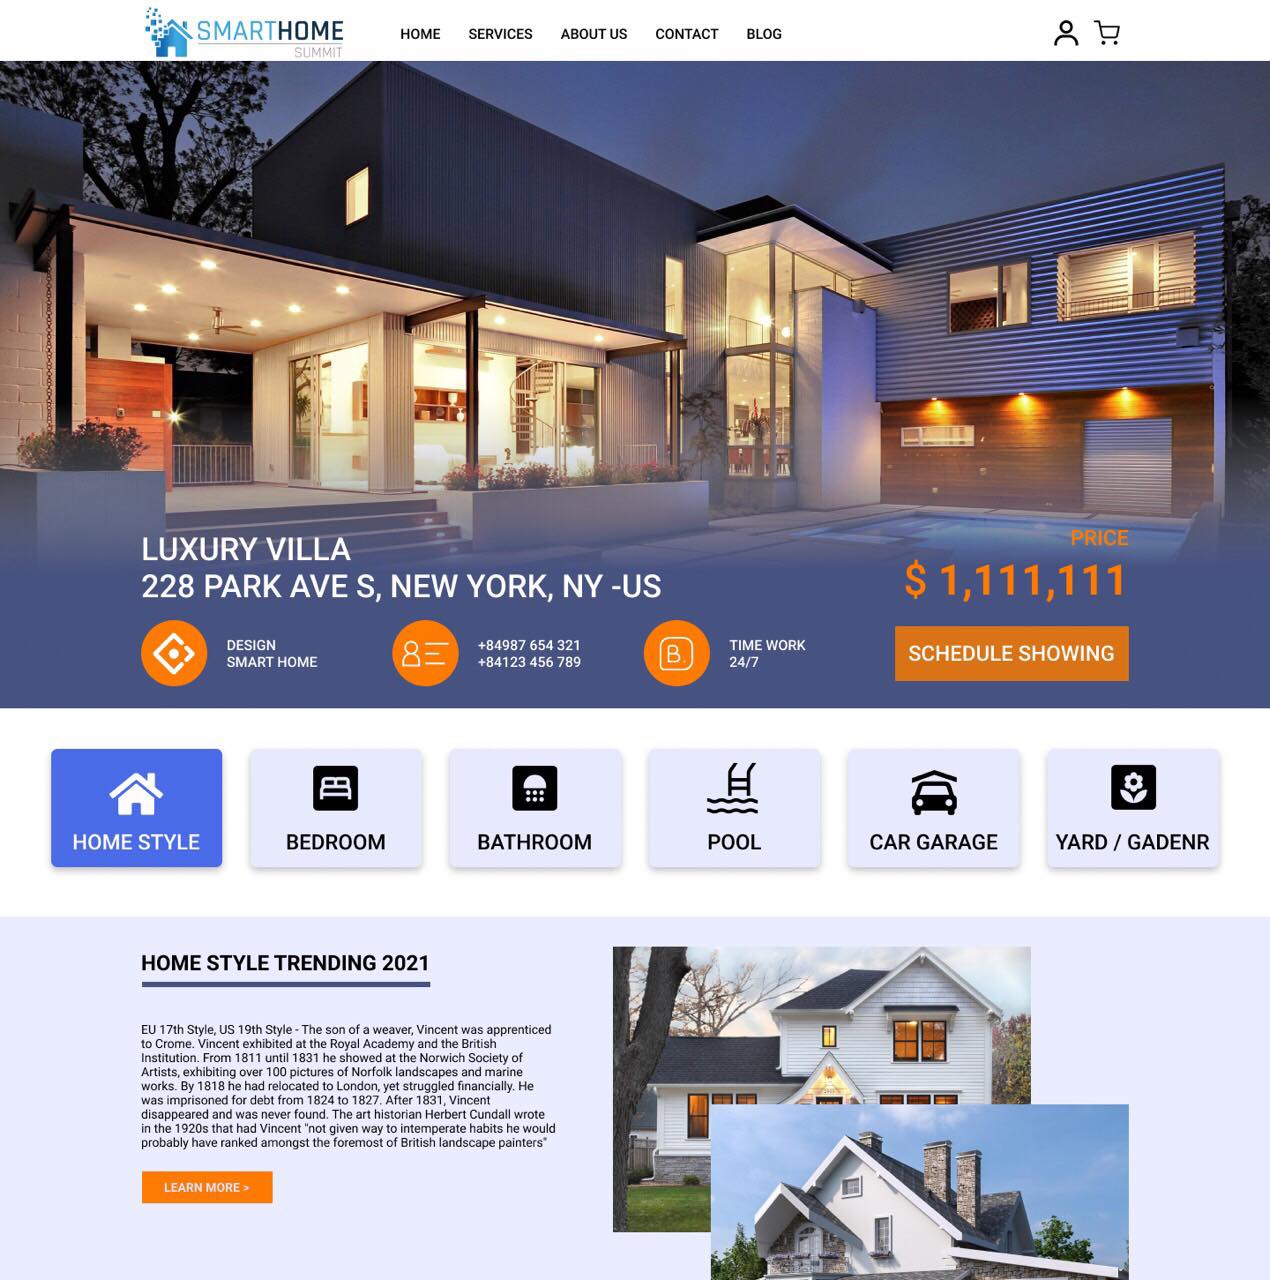 SMARTHOME
SUMMIT
HOME SERVICES ABOUT US CONTACT BLOG
LUXURY VILLA
228 PARK AVE S, NEW YORK, NY -US
PRICE
$ 1,111,111
DESIGN
SMART HOME
+84987 654 321
+84123 456 789
B.
TIME WORK
24/7
SCHEDULE SHOWING
HOME STYLE
BEDROOM
BATHROOM
POOL
CAR GARAGE
YARD / GADENR
HOME STYLE TRENDING 2021
EU 17th Style, US 19th Style - The son of a weaver, Vincent was apprenticed
to Crome. Vincent exhibited at the Royal Academy and the British
Institution. From 1811 until 1831 he showed at the Norwich Society of
Artists, exhibiting over 100 pictures of Norfolk landscapes and marine
works. By 1818 he had relocated to London, yet struggled financially. He
was imprisoned for debt from 1824 to 1827. After 1831, Vincent
disappeared and was never found. The art historian Herbert Cundall wrote
in the 1920s that had Vincent "not given way to intemperate habits he would
probably have ranked amongst the foremost of British landscape painters"
LEARN MORE >